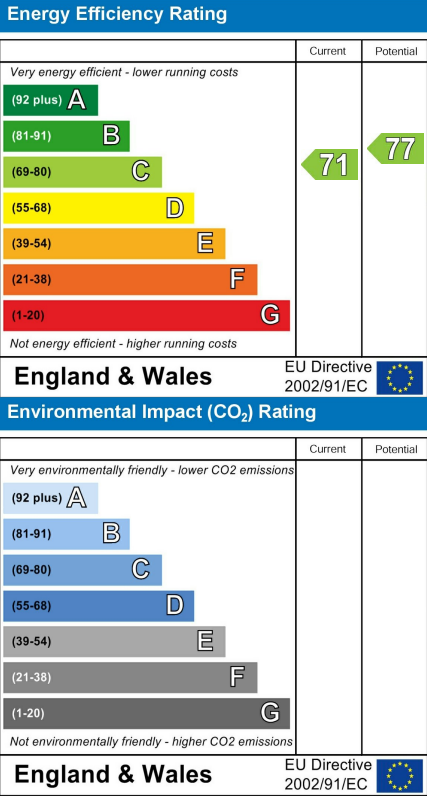 Energy Efficiency Rating
Current Potential
Very energy efficient - lower running costs
(92 plus) A
(81-91) B
(69-80) C
(55-68) D
(39-54) E
(21-38) F
(1-20) G
71 77
Not energy efficient - higher running costs
England & Wales
EU Directive
2002/91/EC
Environmental Impact (CO₂) Rating
Current Potential
Very environmentally friendly - lower CO2 emissions
(92 plus) A
(81-91) B
(69-80) C
(55-68) D
(39-54) E
(21-38) F
(1-20) G
Not environmentally friendly - higher CO2 emissions
England & Wales
EU Directive
2002/91/EC